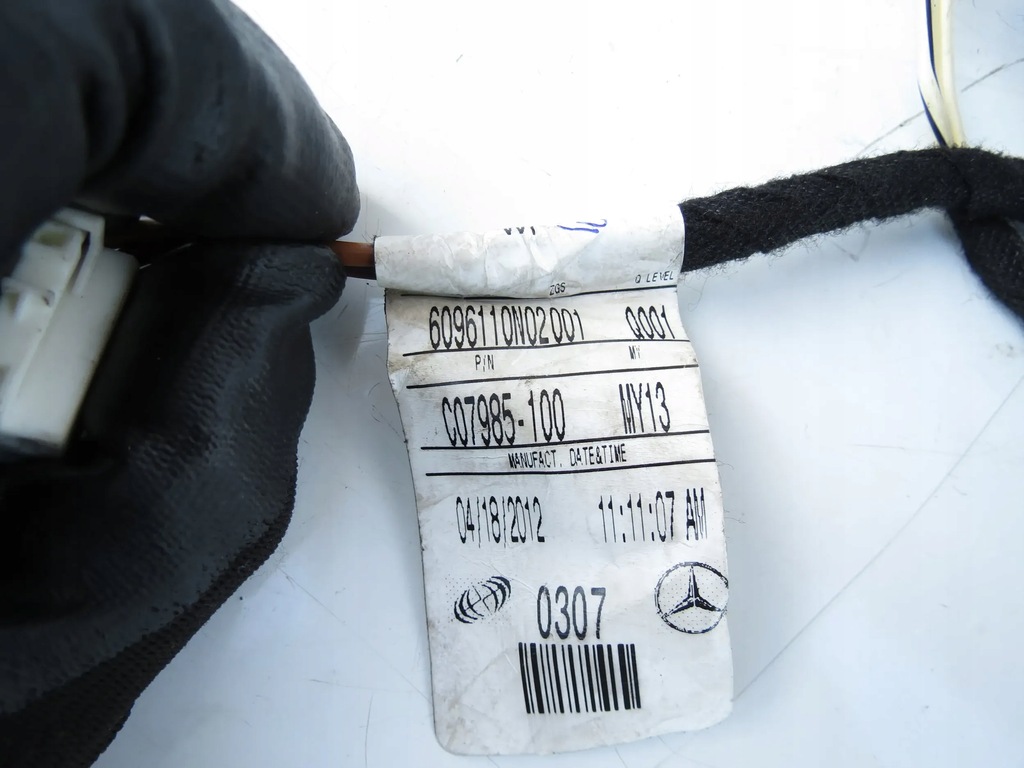 ZGS Q LEVEL
6096110N02001 Q001
P/N MY
C07985-100 MY13
MANUFACT. DATE&TIME
04/18/2012 11:11:07 AM
0307